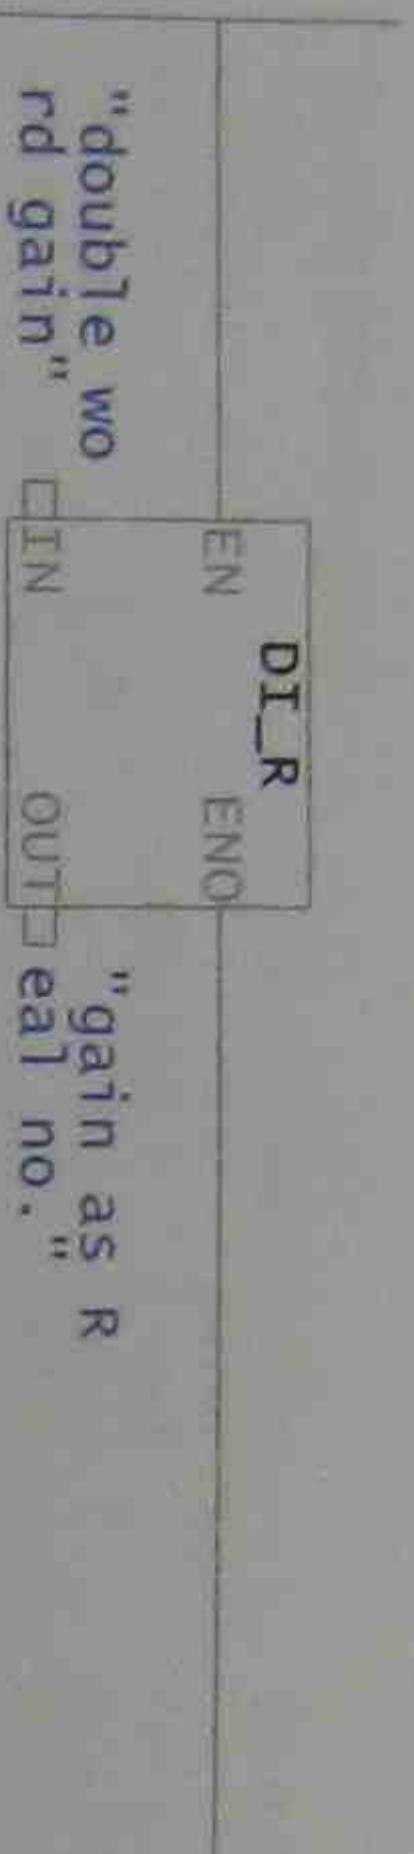 DI_R
EN
ENO
"double wo
rd gain"
IN
OUT
"gain as R
eal no."